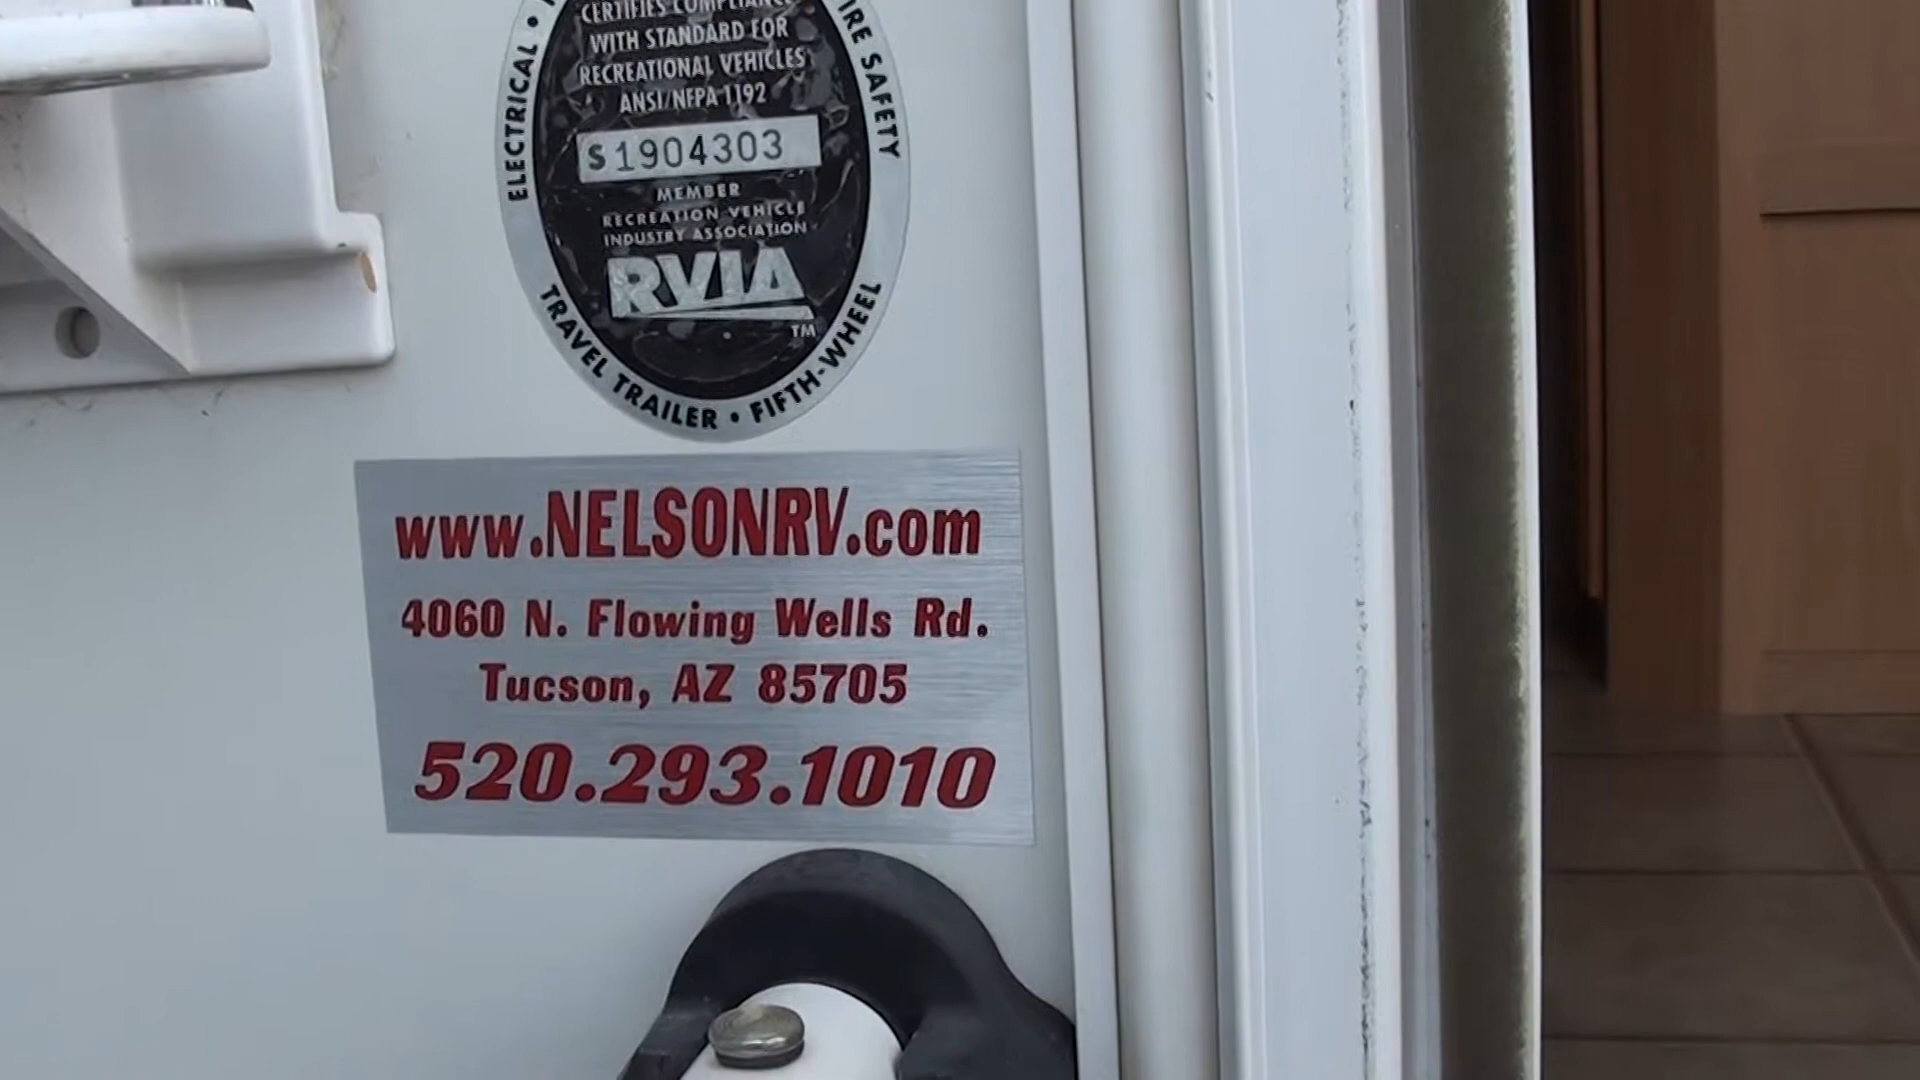 CERTIFIES COMPLIANCE
WITH STANDARD FOR
RECREATIONAL VEHICLES
ANSI/NFPA 1192
S 1904303
MEMBER
RECREATION VEHICLE
INDUSTRY ASSOCIATION
RVIA
TM
ELECTRICAL •
FIRE SAFETY
TRAVEL TRAILER • FIFTH-WHEEL
www.NELSONRV.com
4060 N. Flowing Wells Rd.
Tucson, AZ 85705
520.293.1010